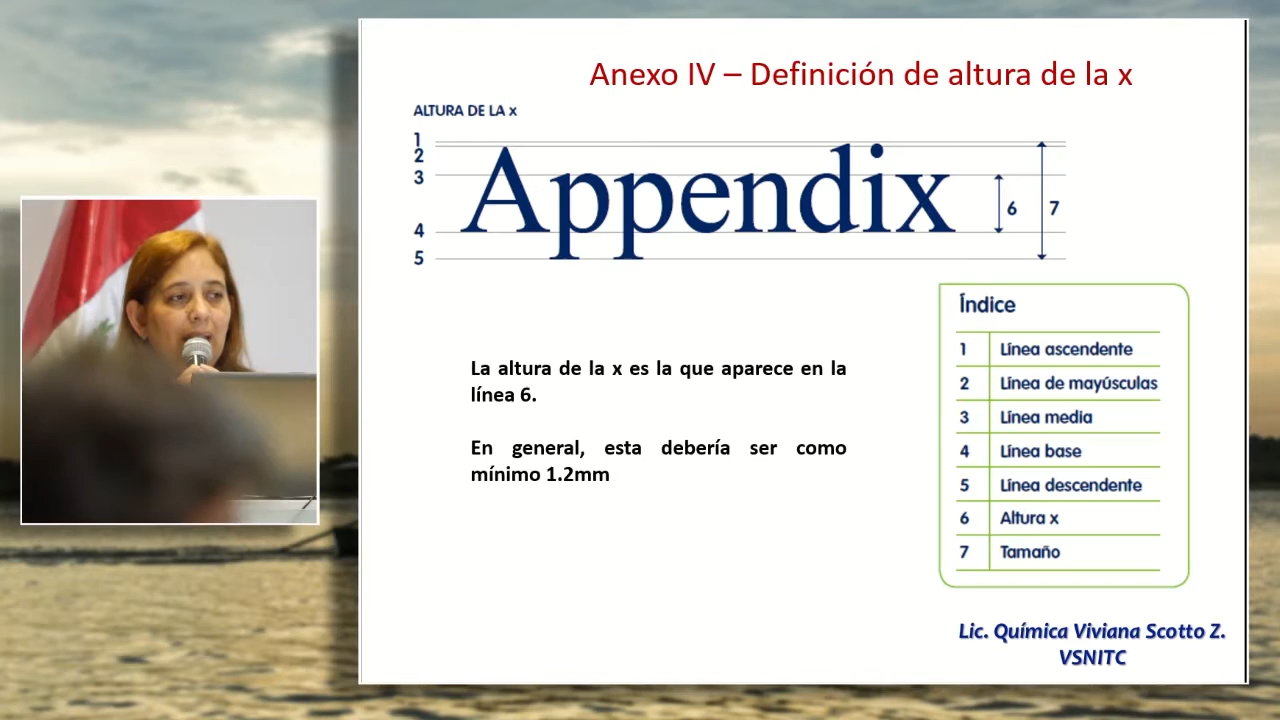 Anexo IV – Definición de altura de la x
ALTURA DE LA x
1
2
3
4
5
Appendix
6
7
Índice
1 Línea ascendente
2 Línea de mayúsculas
3 Línea media
4 Línea base
5 Línea descendente
6 Altura x
7 Tamaño
La altura de la x es la que aparece en la
línea 6.
En general, esta debería ser como
mínimo 1.2mm
Lic. Química Viviana Scotto Z.
VSNITC